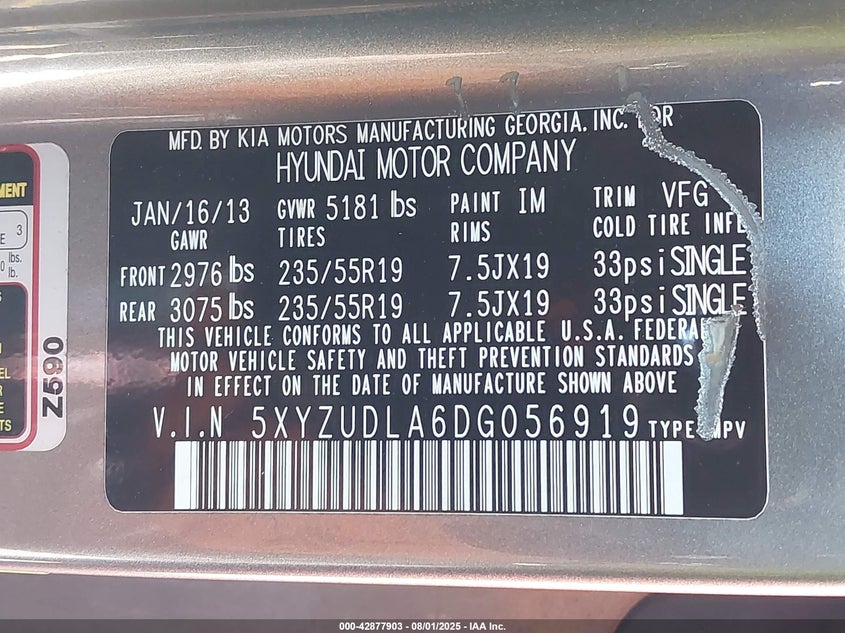 MFD. BY KIA MOTORS MANUFACTURING GEORGIA. INC. FOR
HYUNDAI MOTOR COMPANY
JAN/16/13 GVWR 5181 lbs PAINT IM TRIM VFG
GAWR TIRES RIMS COLD TIRE INFL
FRONT 2976 lbs 235/55R19 7.5JX19 33psi SINGLE
REAR 3075 lbs 235/55R19 7.5JX19 33psi SINGLE
THIS VEHICLE CONFORMS TO ALL APPLICABLE U.S.A. FEDERAL
MOTOR VEHICLE SAFETY AND THEFT PREVENTION STANDARDS
IN EFFECT ON THE DATE OF MANUFACTURE SHOWN ABOVE
V.I.N 5XYZUDLA6DG056919 TYPE MPV
Z590
3
lbs.
lb.
000-42877903 - 08/01/2025 - IAA Inc.